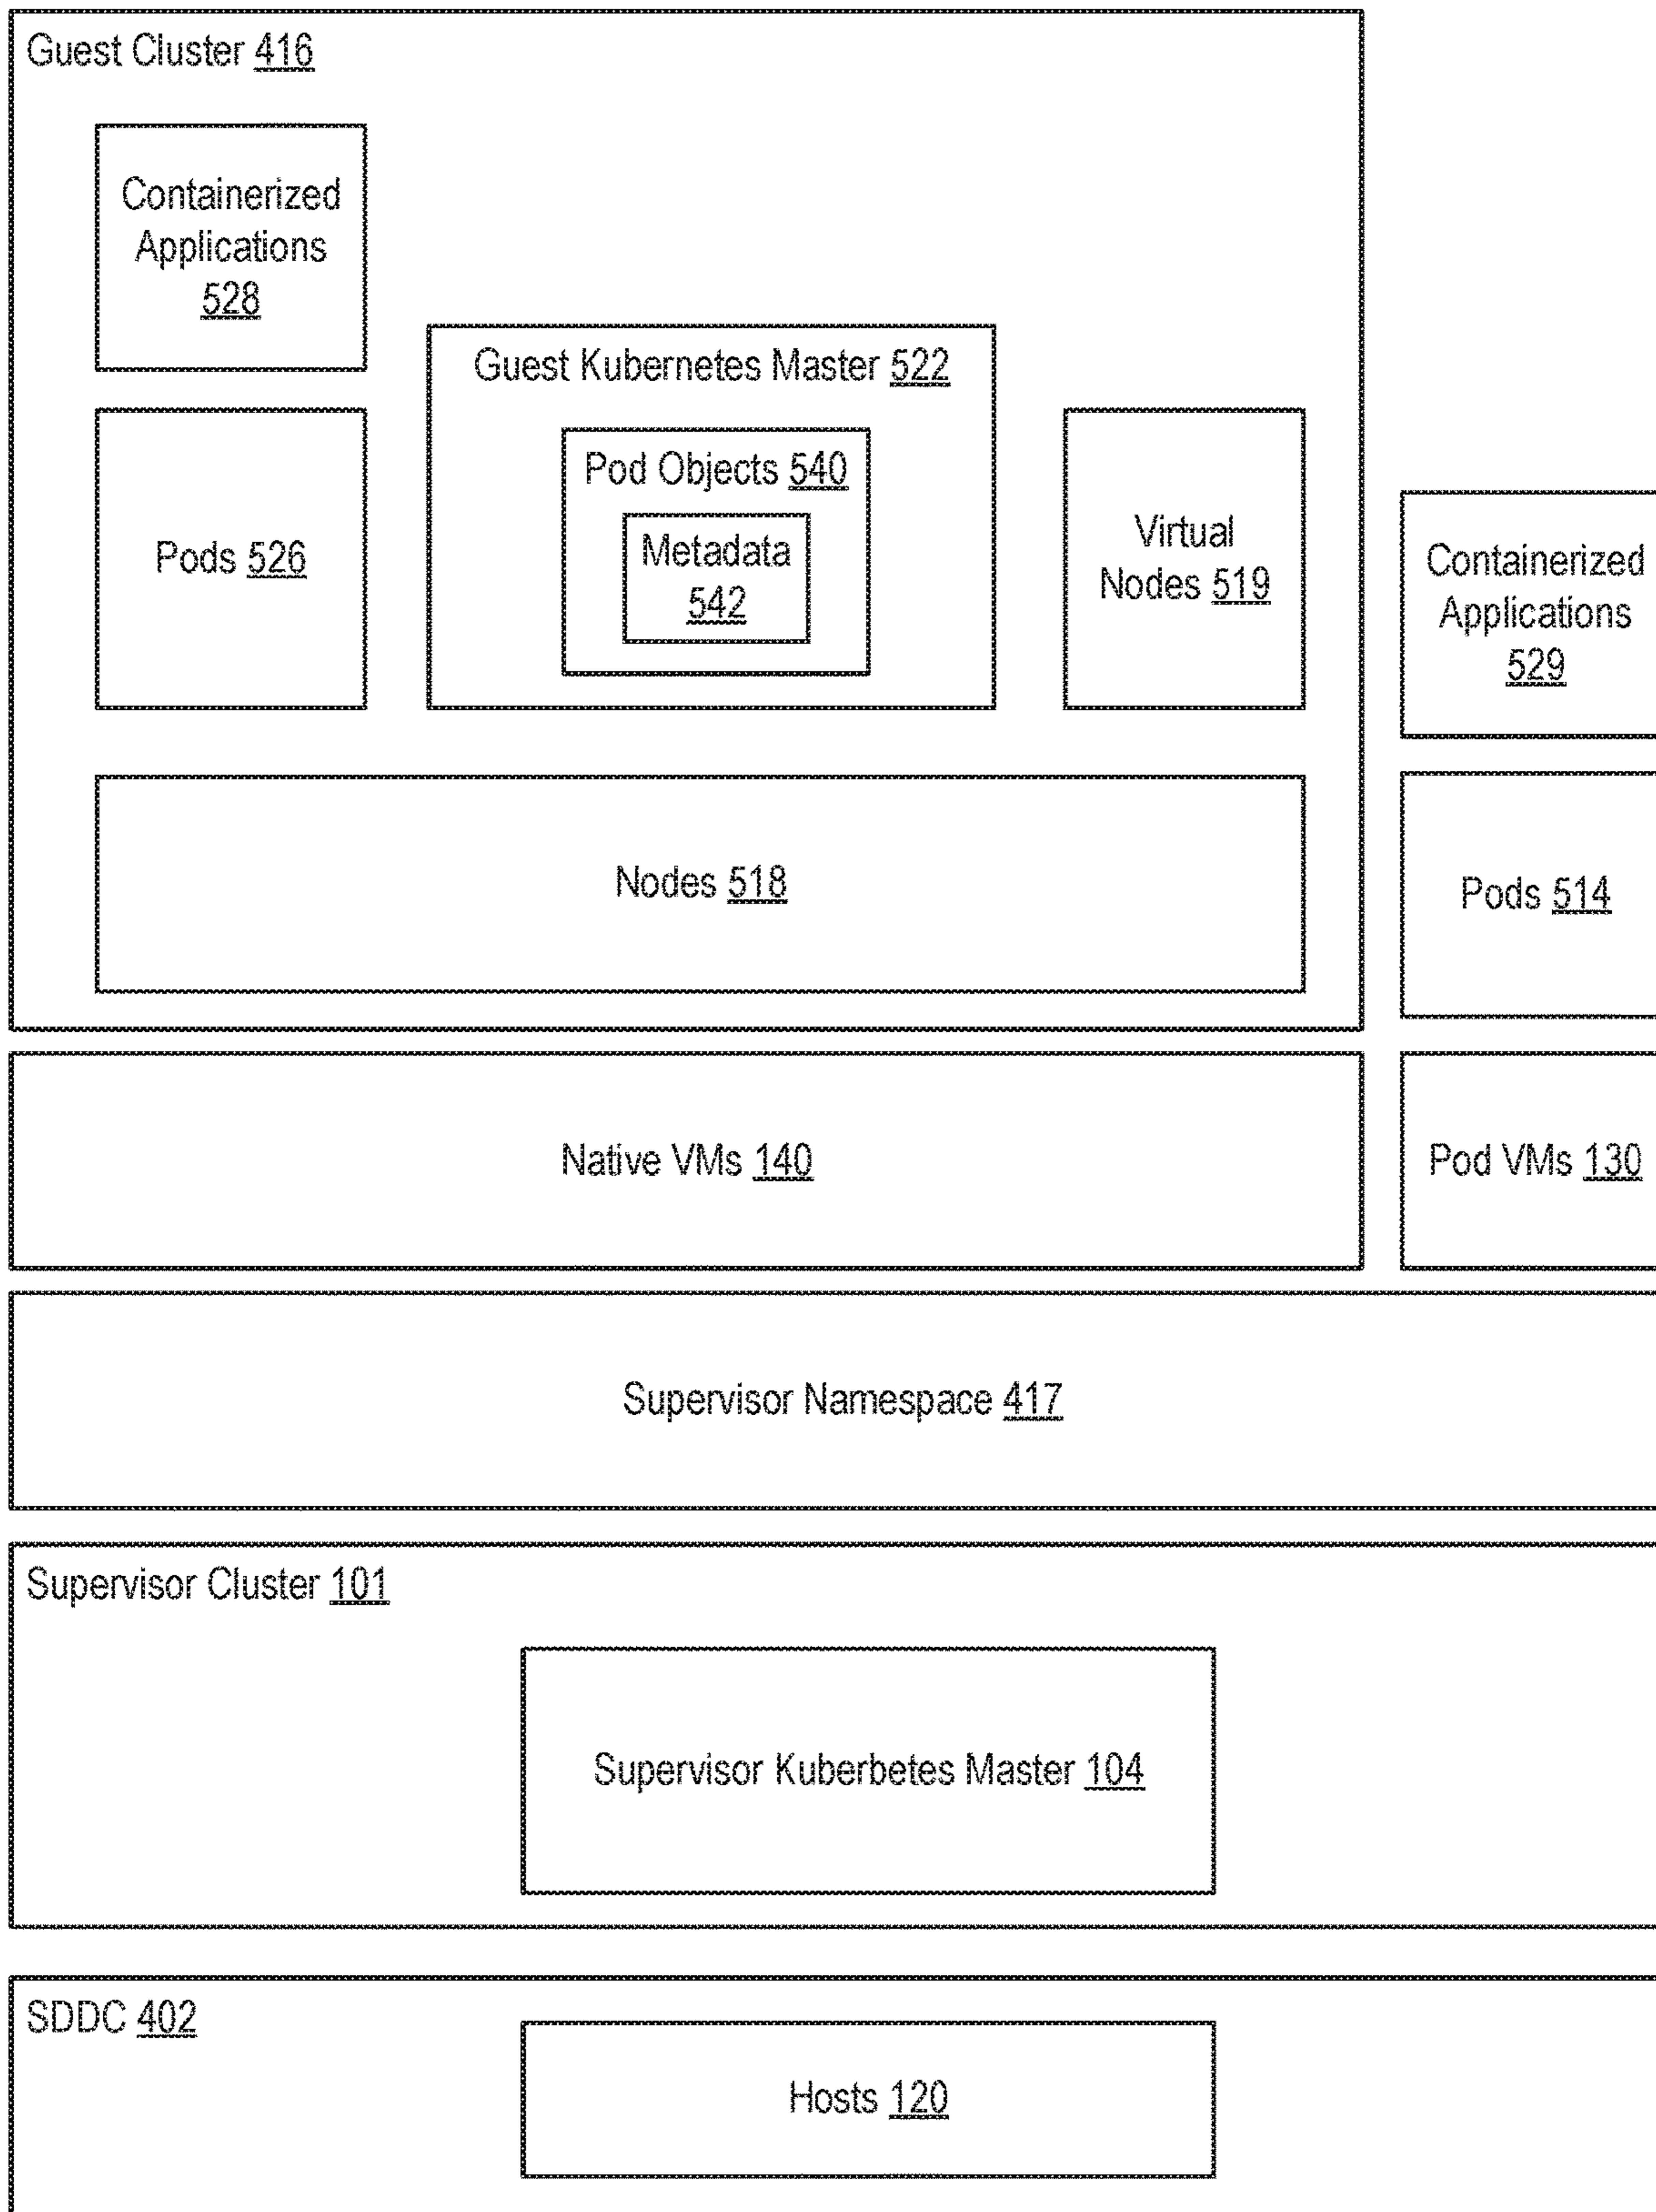 Guest Cluster 416
Containerized
Applications
528
Guest Kubernetes Master 522
Pod Objects 540
Metadata
542
Pods 526
Virtual
Nodes 519
Containerized
Applications
529
Nodes 518
Pods 514
Native VMs 140
Pod VMs 130
Supervisor Namespace 417
Supervisor Cluster 101
Supervisor Kuberbetes Master 104
SDDC 402
Hosts 120